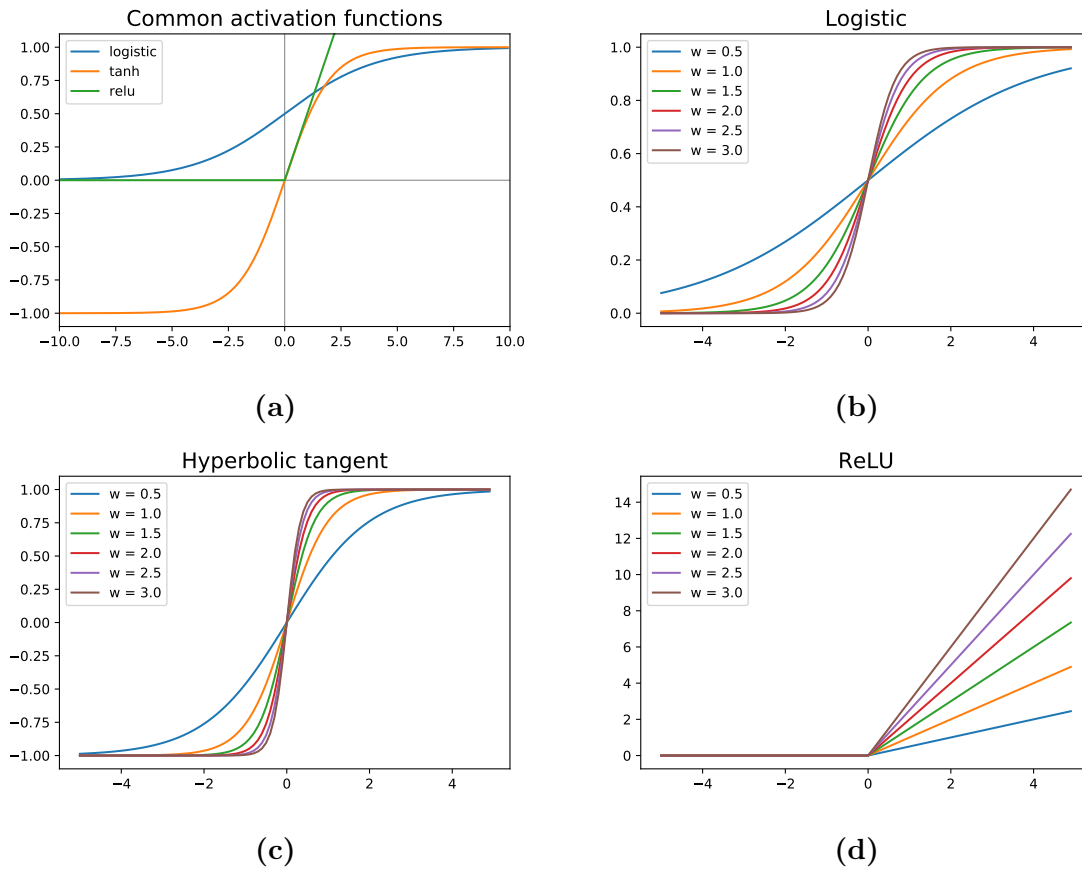 Common activation functions
1.00
0.75
0.50
0.25
0.00
−0.25
−0.50
−0.75
−1.00
logistic
tanh
relu
−10.0 −7.5 −5.0 −2.5 0.0 2.5 5.0 7.5 10.0
(a)
Logistic
1.0
0.8
0.6
0.4
0.2
0.0
w = 0.5
w = 1.0
w = 1.5
w = 2.0
w = 2.5
w = 3.0
−4 −2 0 2 4
(b)
Hyperbolic tangent
1.00
0.75
0.50
0.25
0.00
−0.25
−0.50
−0.75
−1.00
w = 0.5
w = 1.0
w = 1.5
w = 2.0
w = 2.5
w = 3.0
−4 −2 0 2 4
(c)
ReLU
14
12
10
8
6
4
2
0
w = 0.5
w = 1.0
w = 1.5
w = 2.0
w = 2.5
w = 3.0
−4 −2 0 2 4
(d)